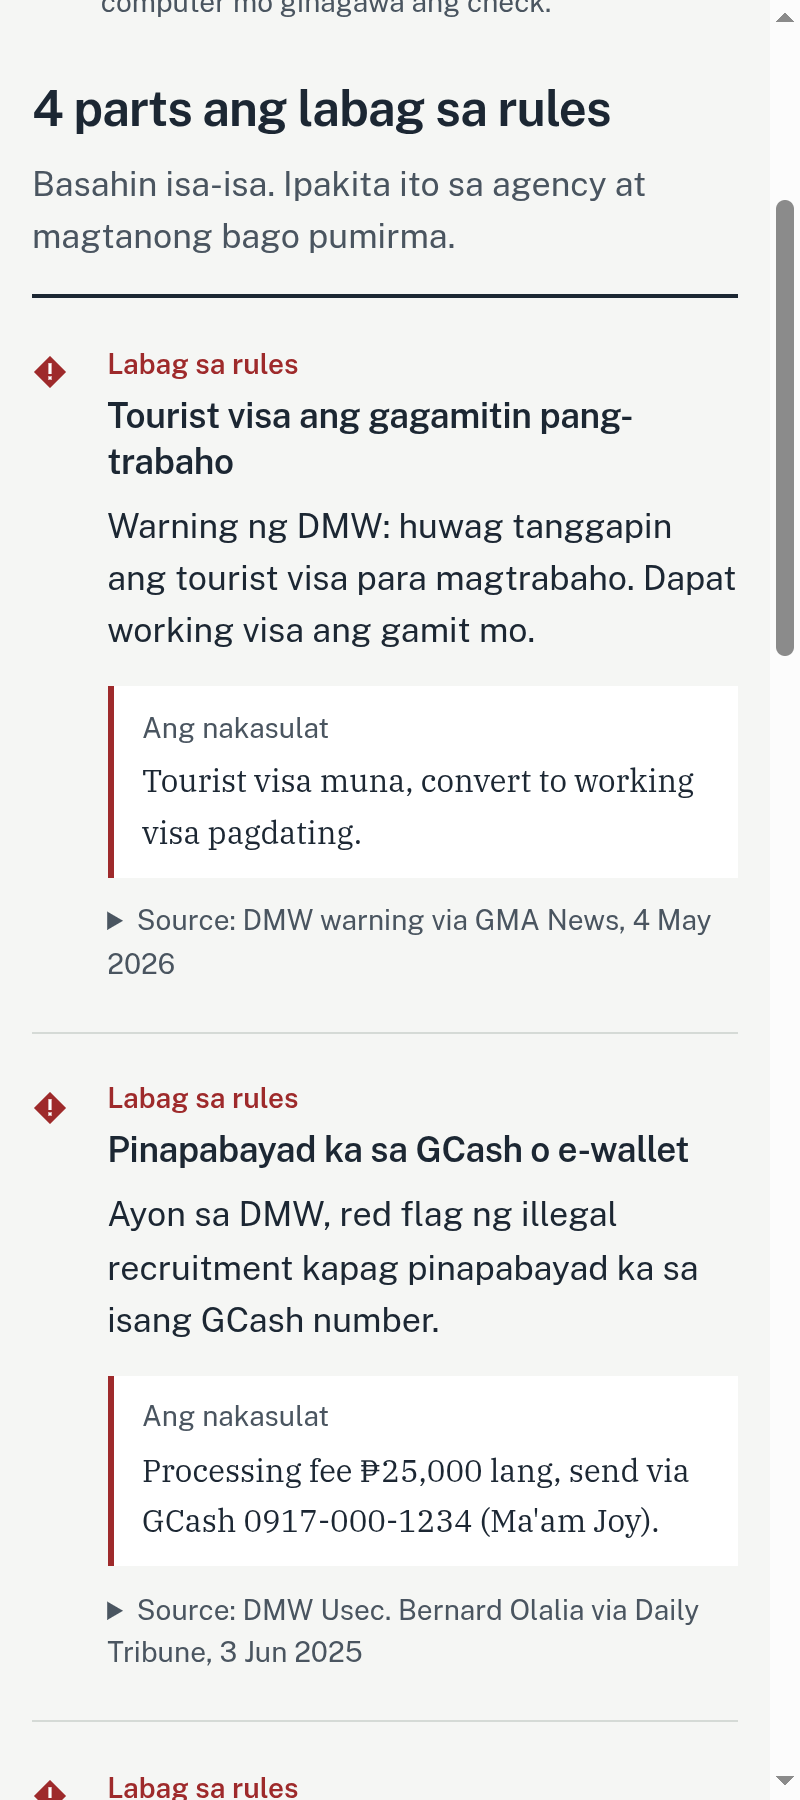 computer mo ginagawa ang check.
4 parts ang labag sa rules
Basahin isa-isa. Ipakita ito sa agency at
magtanong bago pumirma.
Labag sa rules
Tourist visa ang gagamitin pang-
trabaho
Warning ng DMW: huwag tanggapin
ang tourist visa para magtrabaho. Dapat
working visa ang gamit mo.
Ang nakasulat
Tourist visa muna, convert to working
visa pagdating.
Source: DMW warning via GMA News, 4 May
2026
Labag sa rules
Pinapabayad ka sa GCash o e-wallet
Ayon sa DMW, red flag ng illegal
recruitment kapag pinapabayad ka sa
isang GCash number.
Ang nakasulat
Processing fee ₱25,000 lang, send via
GCash 0917-000-1234 (Ma'am Joy).
Source: DMW Usec. Bernard Olalia via Daily
Tribune, 3 Jun 2025
Labag sa rules